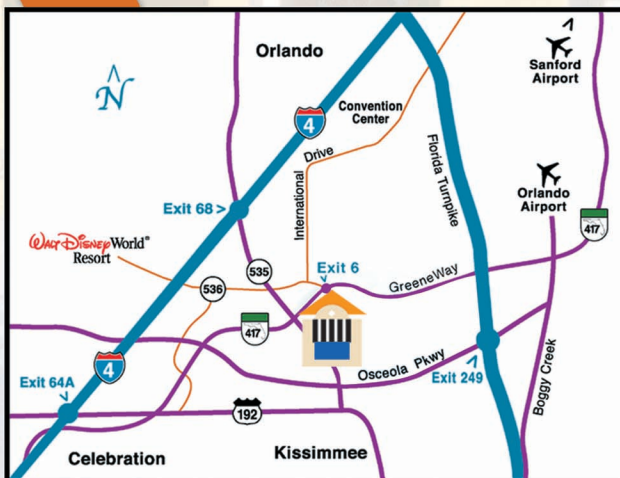 Orlando
Sanford
Airport
N
Convention
Center
4
Drive
International
Florida Turnpike
Orlando
Airport
417
Exit 68 >
Walt Disney World®
Resort
535
Exit 6
536
GreeneWay
417
4
Osceola Pkwy
Exit 249
Boggy Creek
Exit 64A
192
Celebration
Kissimmee